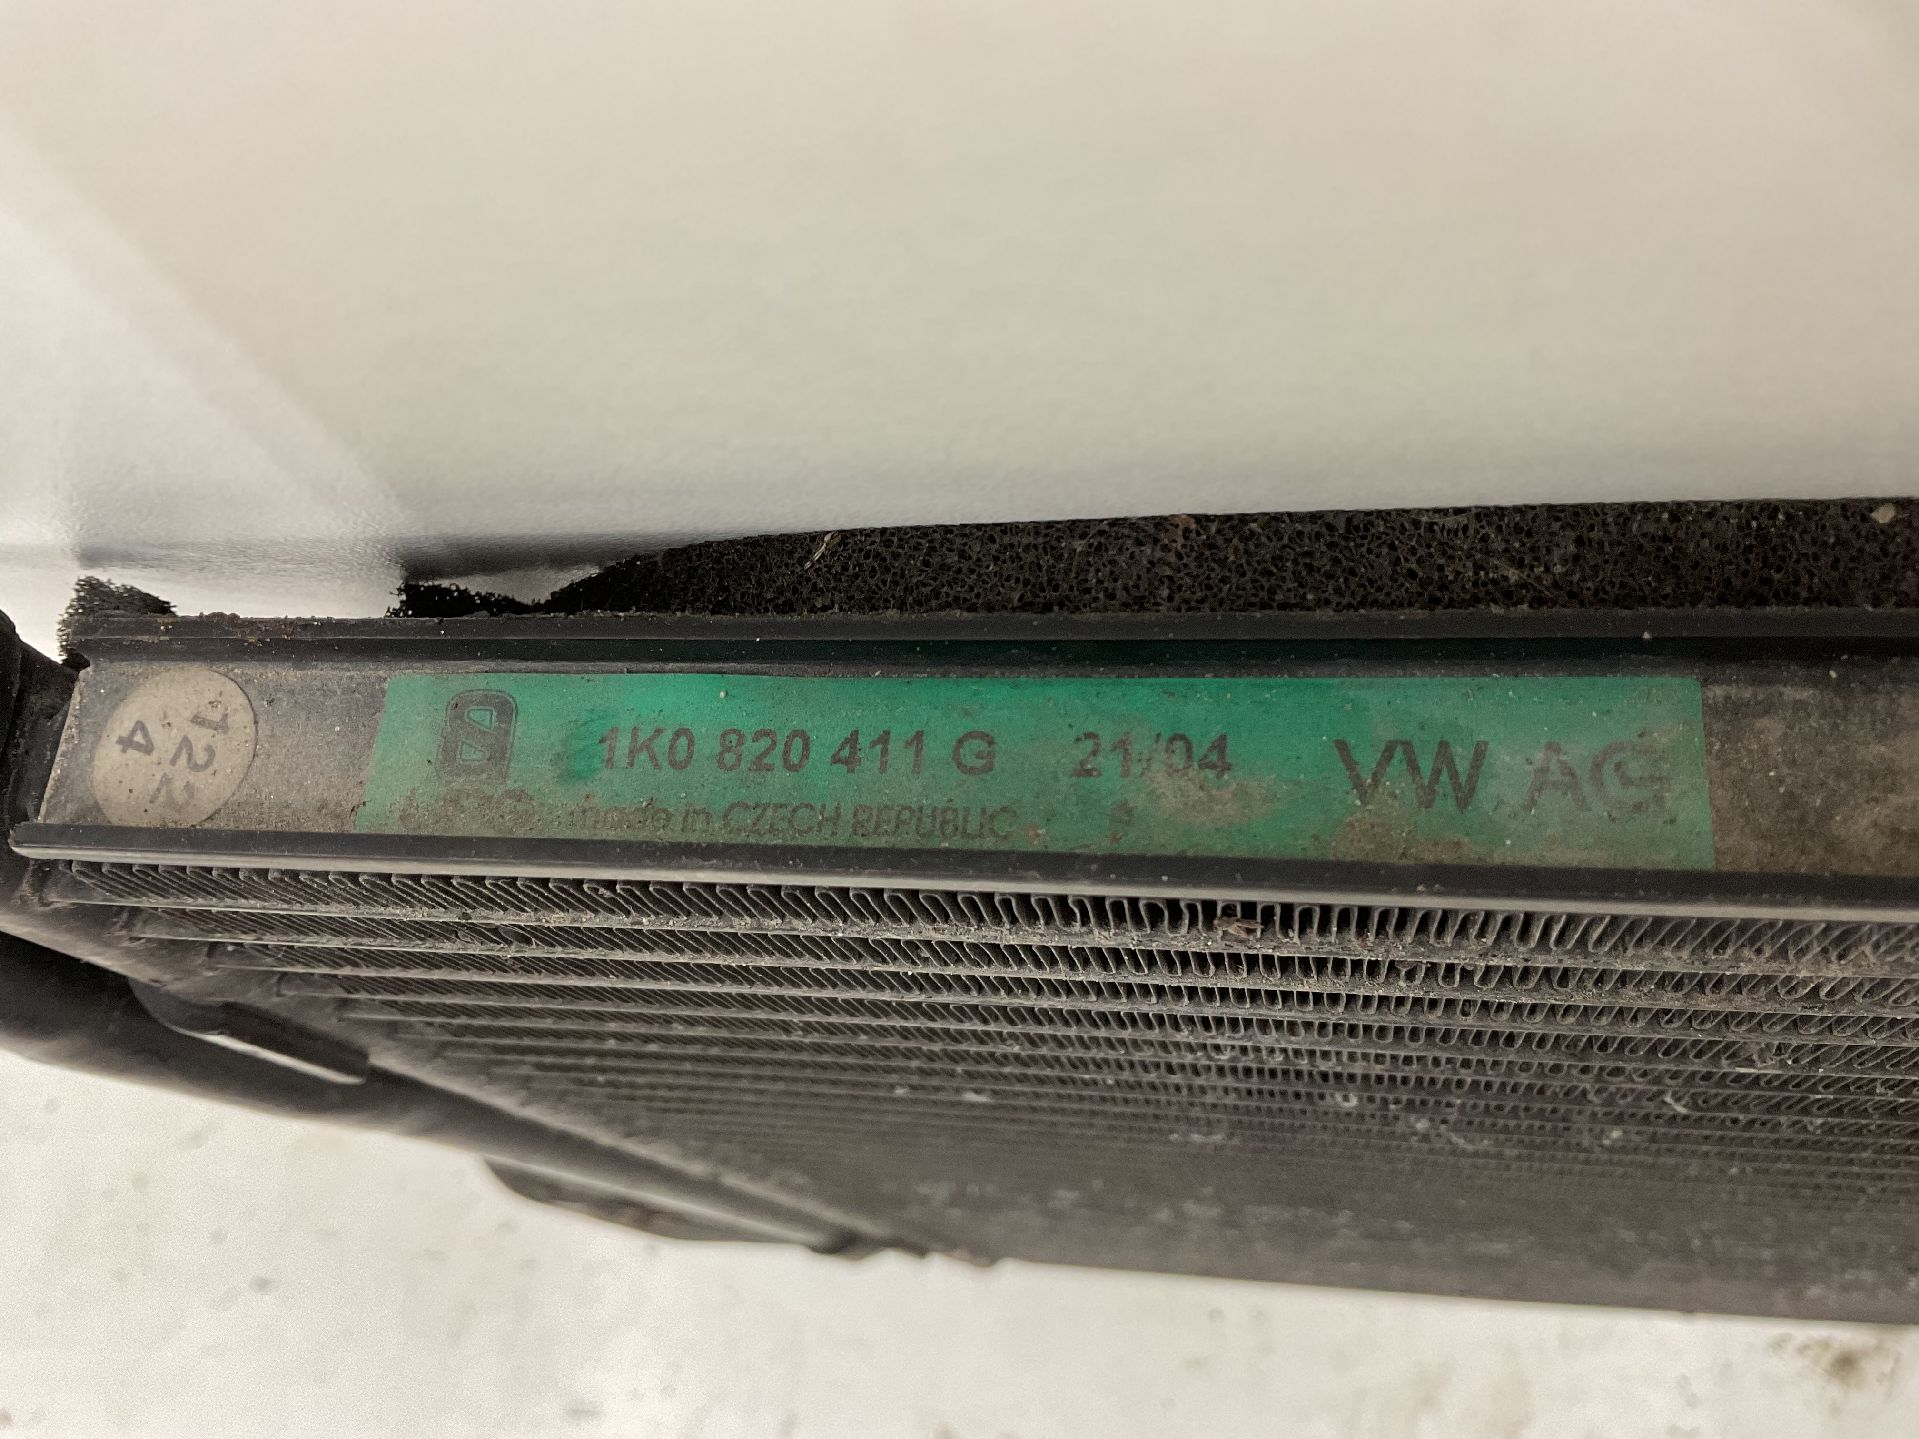 122
4
1K0 820 411 G 21/04 VW AG
made in CZECH REPUBLIC